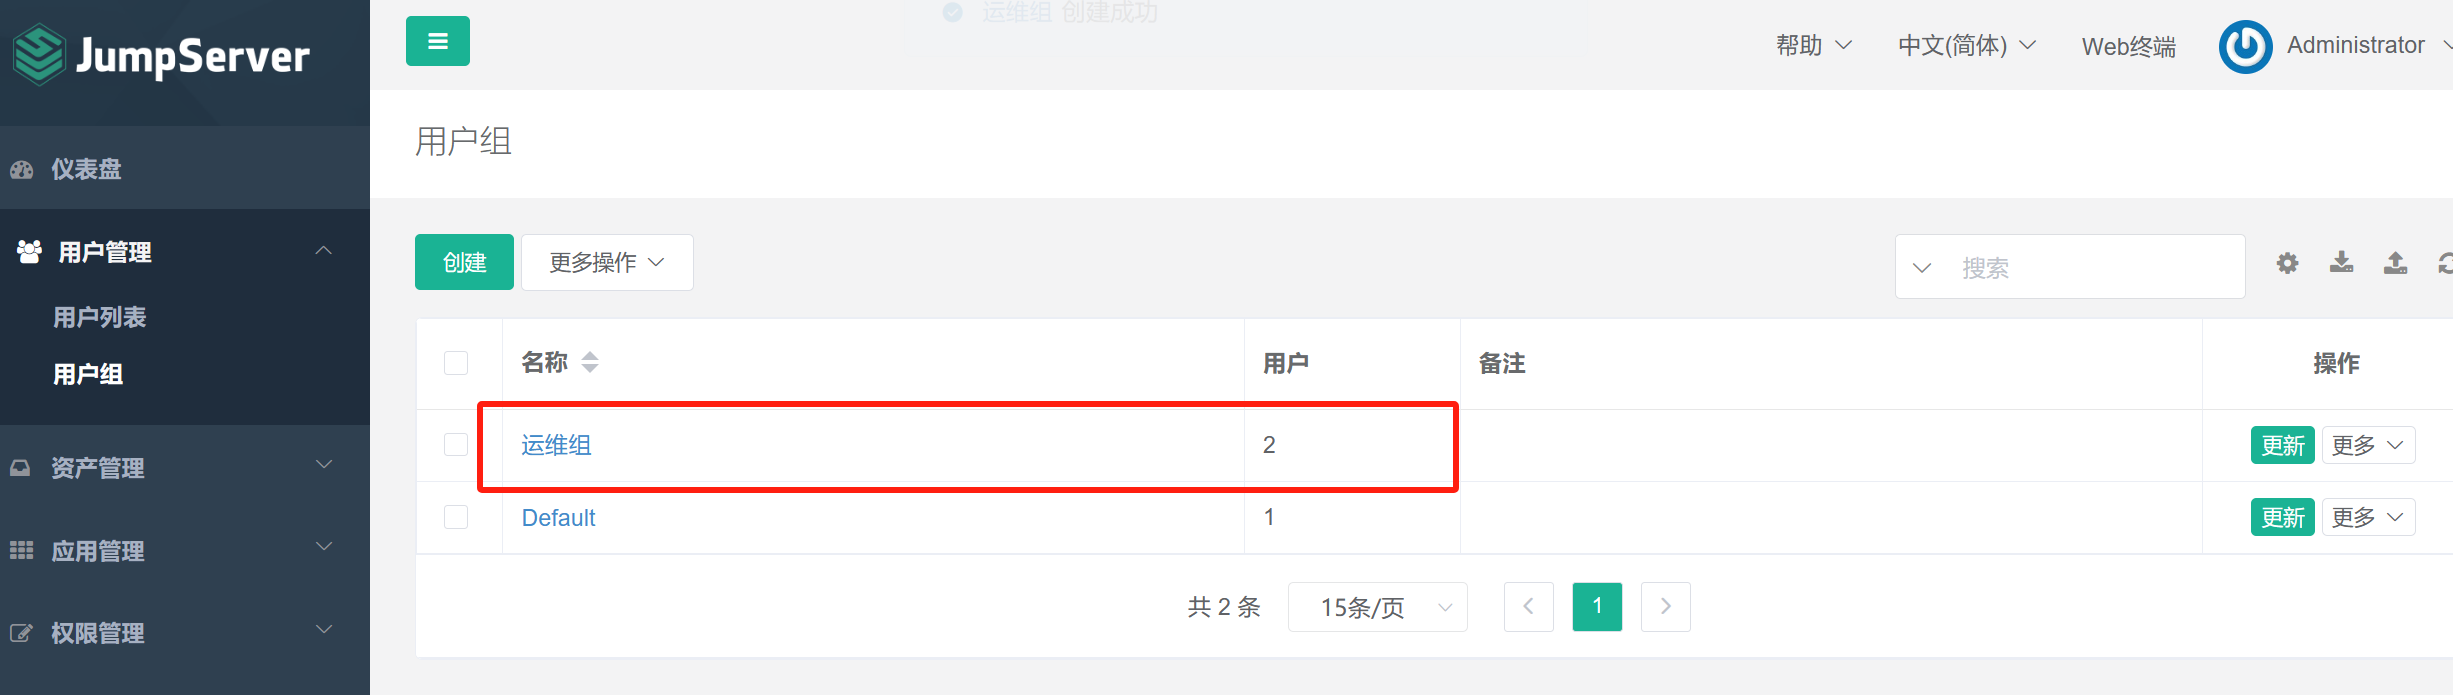 JumpServer
运维组 创建成功
帮助
中文(简体)
Web终端
Administrator
仪表盘
用户管理
用户列表
用户组
资产管理
应用管理
权限管理
用户组
创建
更多操作
搜索
名称
用户
备注
操作
运维组
2
更新
更多
Default
1
更新
更多
共 2 条
15条/页
1